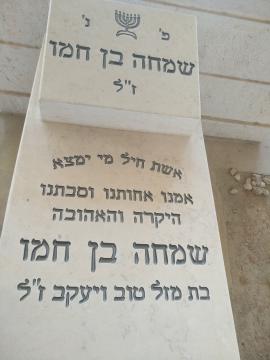 פ' נ'
שמחה בן חמו
ז"ל
אשת חיל מי ימצא
אמנו אחותנו וסבתנו
היקרה והאהובה
שמחה בן חמו
בת מזל טוב ויעקב ז"ל